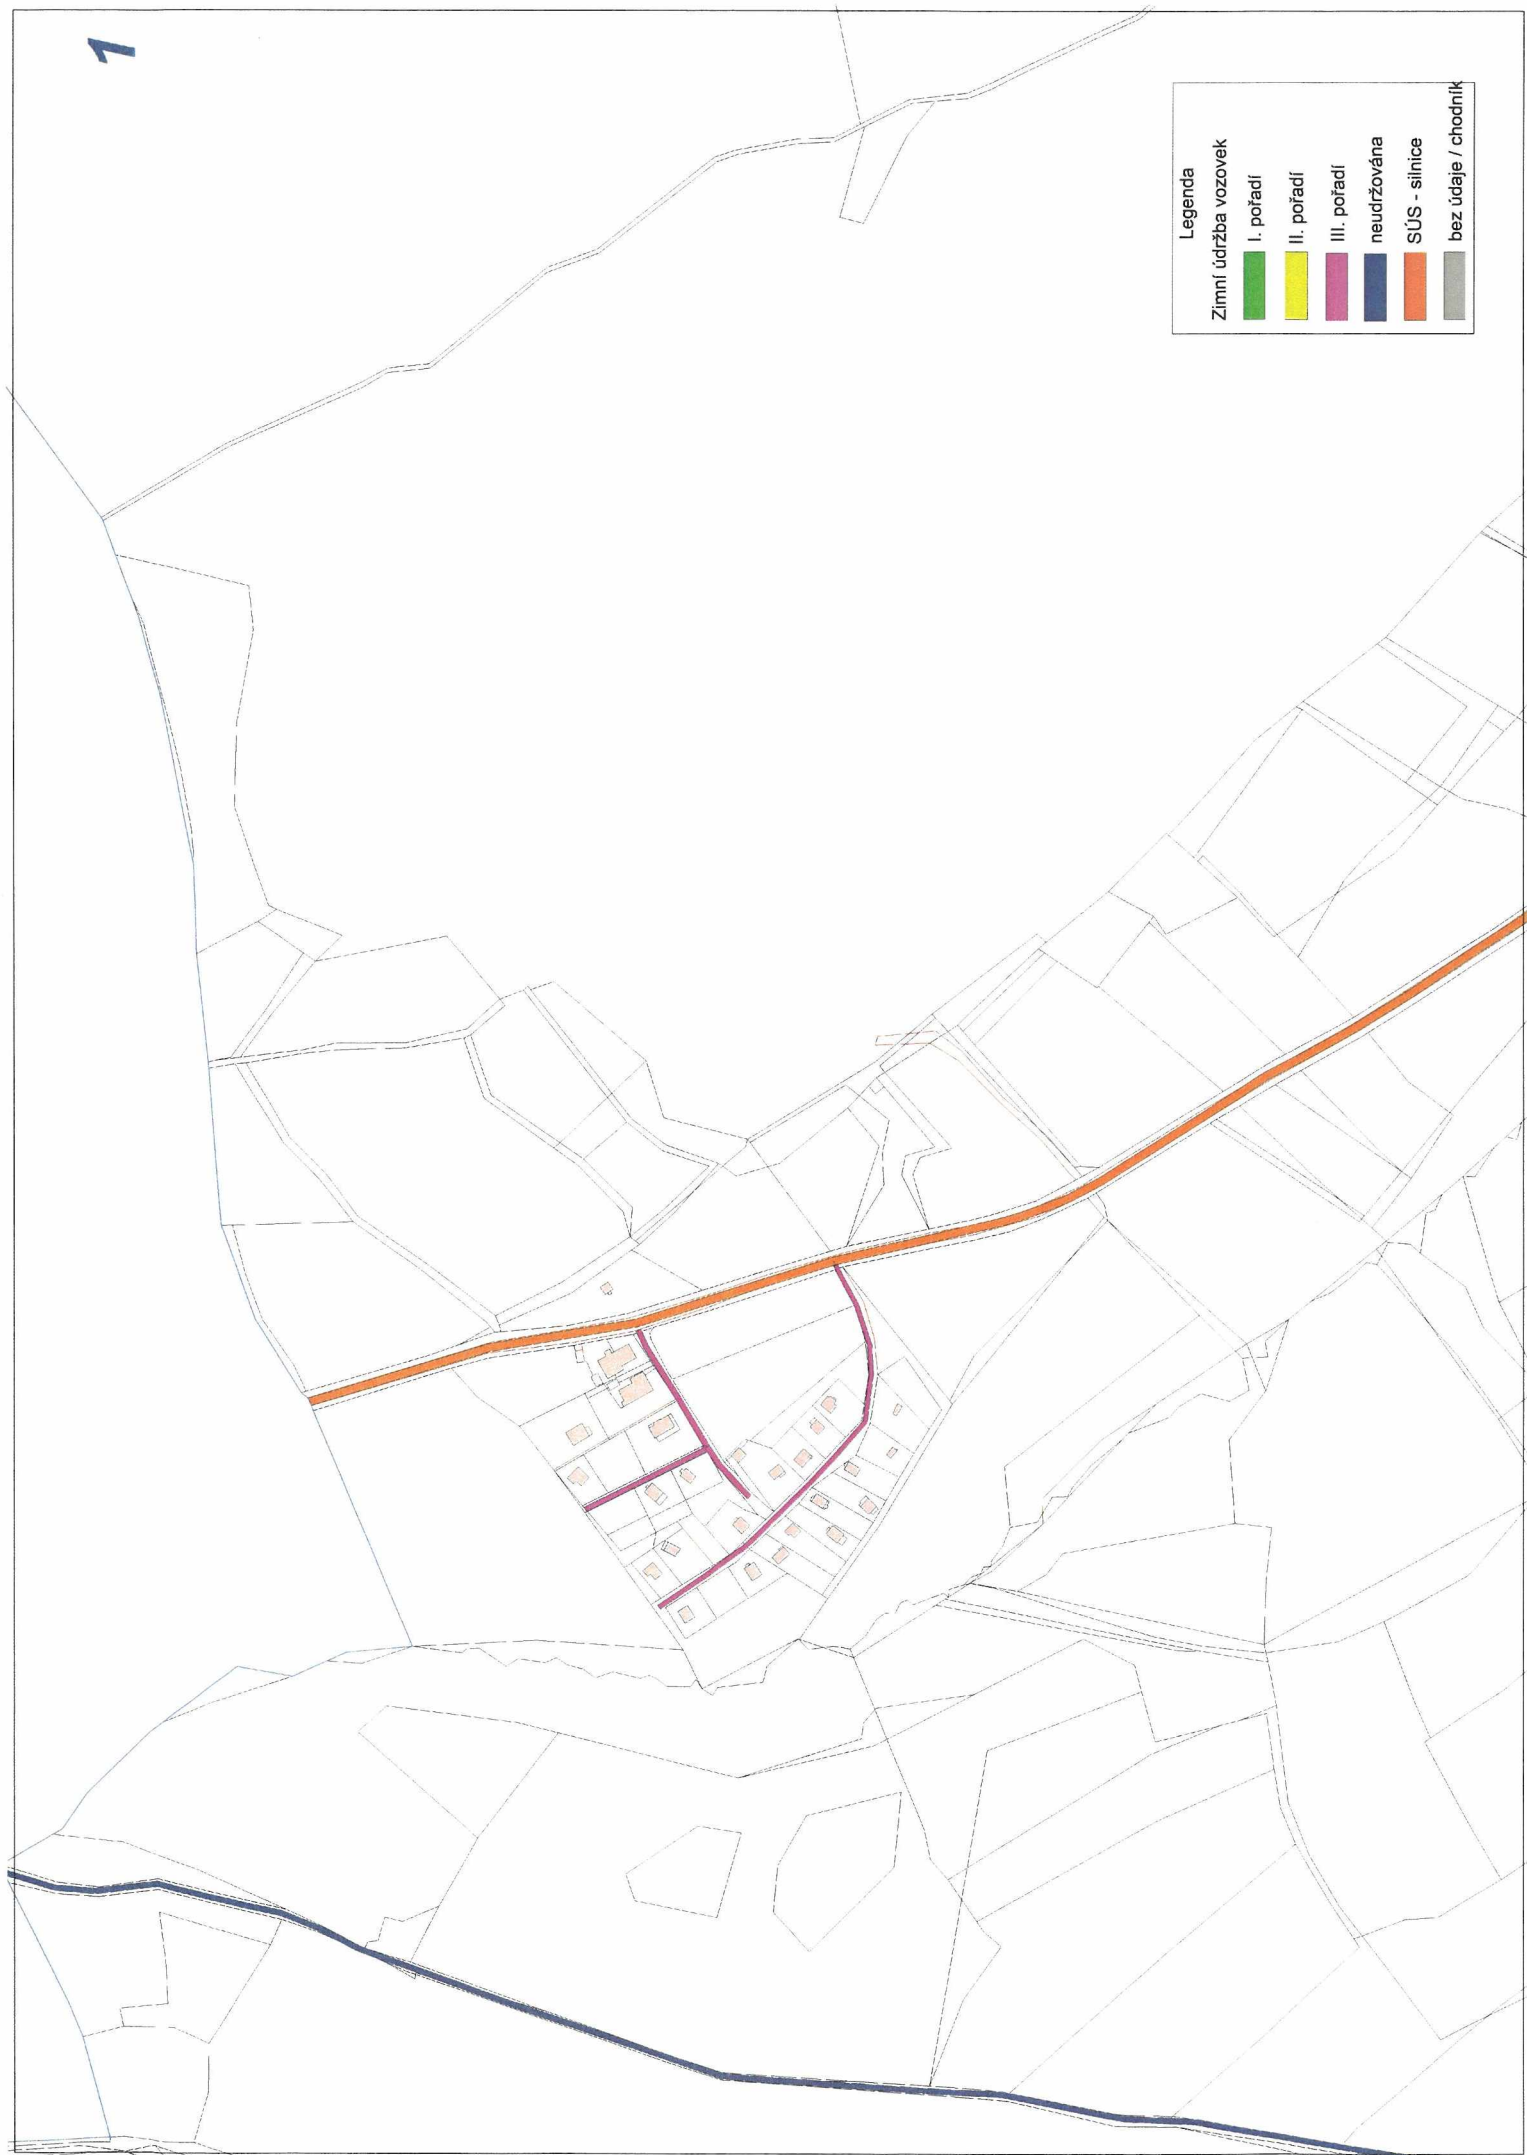 1
Legenda
Zimní údržba vozovek
I. pořadí
II. pořadí
III. pořadí
neudržována
SÚS - silnice
bez údaje / chodník